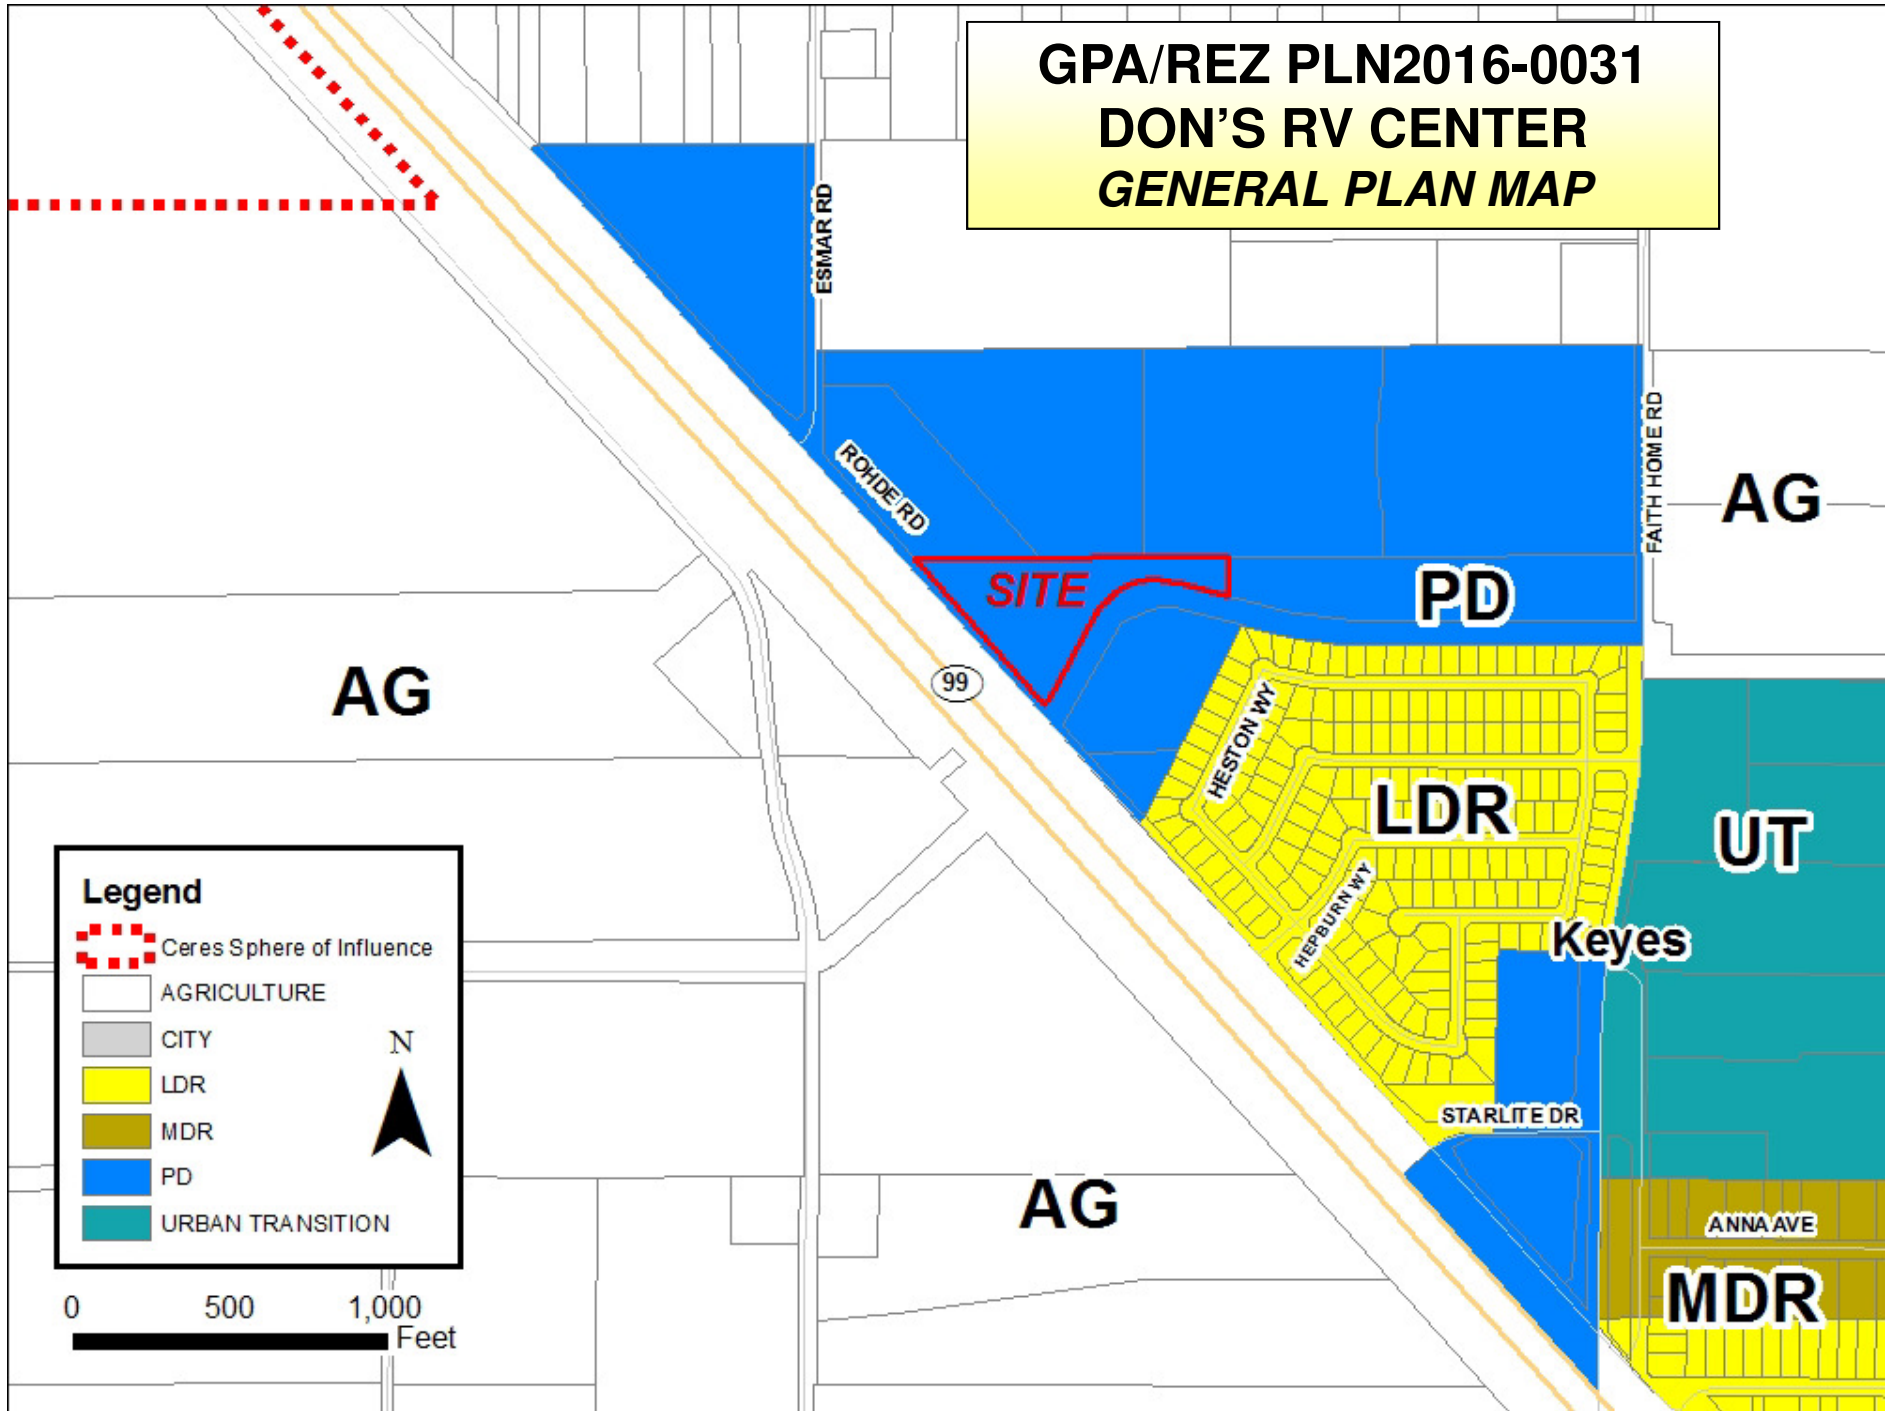 GPA/REZ PLN2016-0031
DON'S RV CENTER
GENERAL PLAN MAP
ESMAR RD
ROHDE RD
FAITH HOME RD
AG
SITE
PD
AG
99
HESTON WY
LDR
UT
HEPBURN WY
Keyes
STARLITE DR
AG
ANNA AVE
MDR
Legend
Ceres Sphere of Influence
AGRICULTURE
CITY
LDR
MDR
PD
URBAN TRANSITION
N
0 500 1,000
Feet